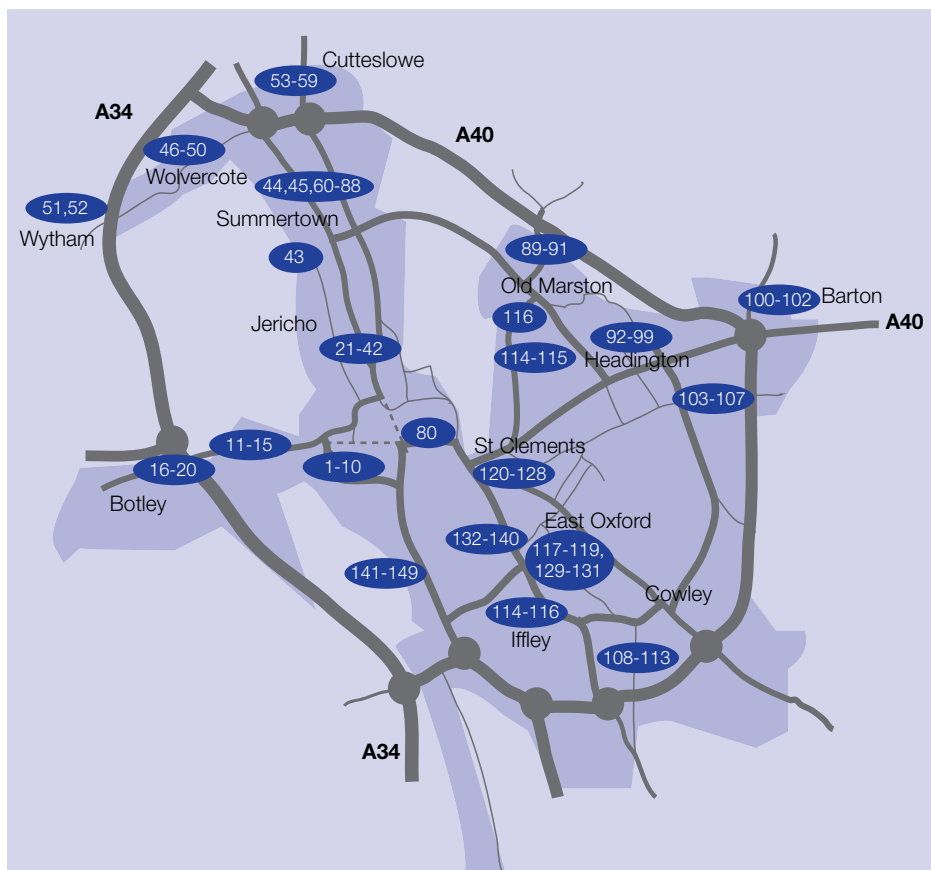 Cutteslowe
53-59
A34
A40
46-50
Wolvercote
44,45,60-88
51,52
Summertown
Wytham
43
89-91
Old Marston
100-102
Barton
Jericho
116
A40
92-99
21-42
114-115
Headington
103-107
80
11-15
St Clements
16-20
1-10
120-128
Botley
East Oxford
132-140
117-119,
129-131
141-149
Cowley
114-116
Iffley
108-113
A34